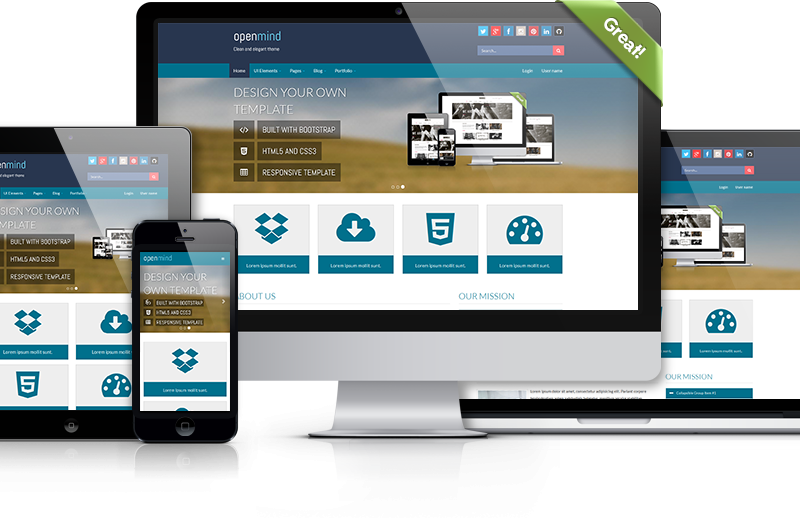 Great!
openmind
Clean and elegant theme
Search...
Home UI Elements Pages Blog Portfolio Login User name
DESIGN YOUR OWN
TEMPLATE
BUILT WITH BOOTSTRAP
HTML5 AND CSS3
RESPONSIVE TEMPLATE
Lorem ipsum mollit sunt. Lorem ipsum mollit sunt. Lorem ipsum mollit sunt. Lorem ipsum mollit sunt.
ABOUT US OUR MISSION
enmind
and elegant theme
Search...
UI Elements Pages Blog Portfolio Login User name
DESIGN YOUR OWN
TEMPLATE
BUILT WITH BOOTSTRAP
HTML5 AND CSS3
RESPONSIVE TEMPLATE
Lorem ipsum mollit sunt. Lorem ipsum mollit sunt.
openmind
DESIGN YOUR
OWN TEMPLATE
BUILT WITH BOOTSTRAP
HTML5 AND CSS3
RESPONSIVE TEMPLATE
Lorem ipsum mollit sunt.
Search...
Login User name
Lorem ipsum mollit sunt.
OUR MISSION
Collapsible Group Item #1